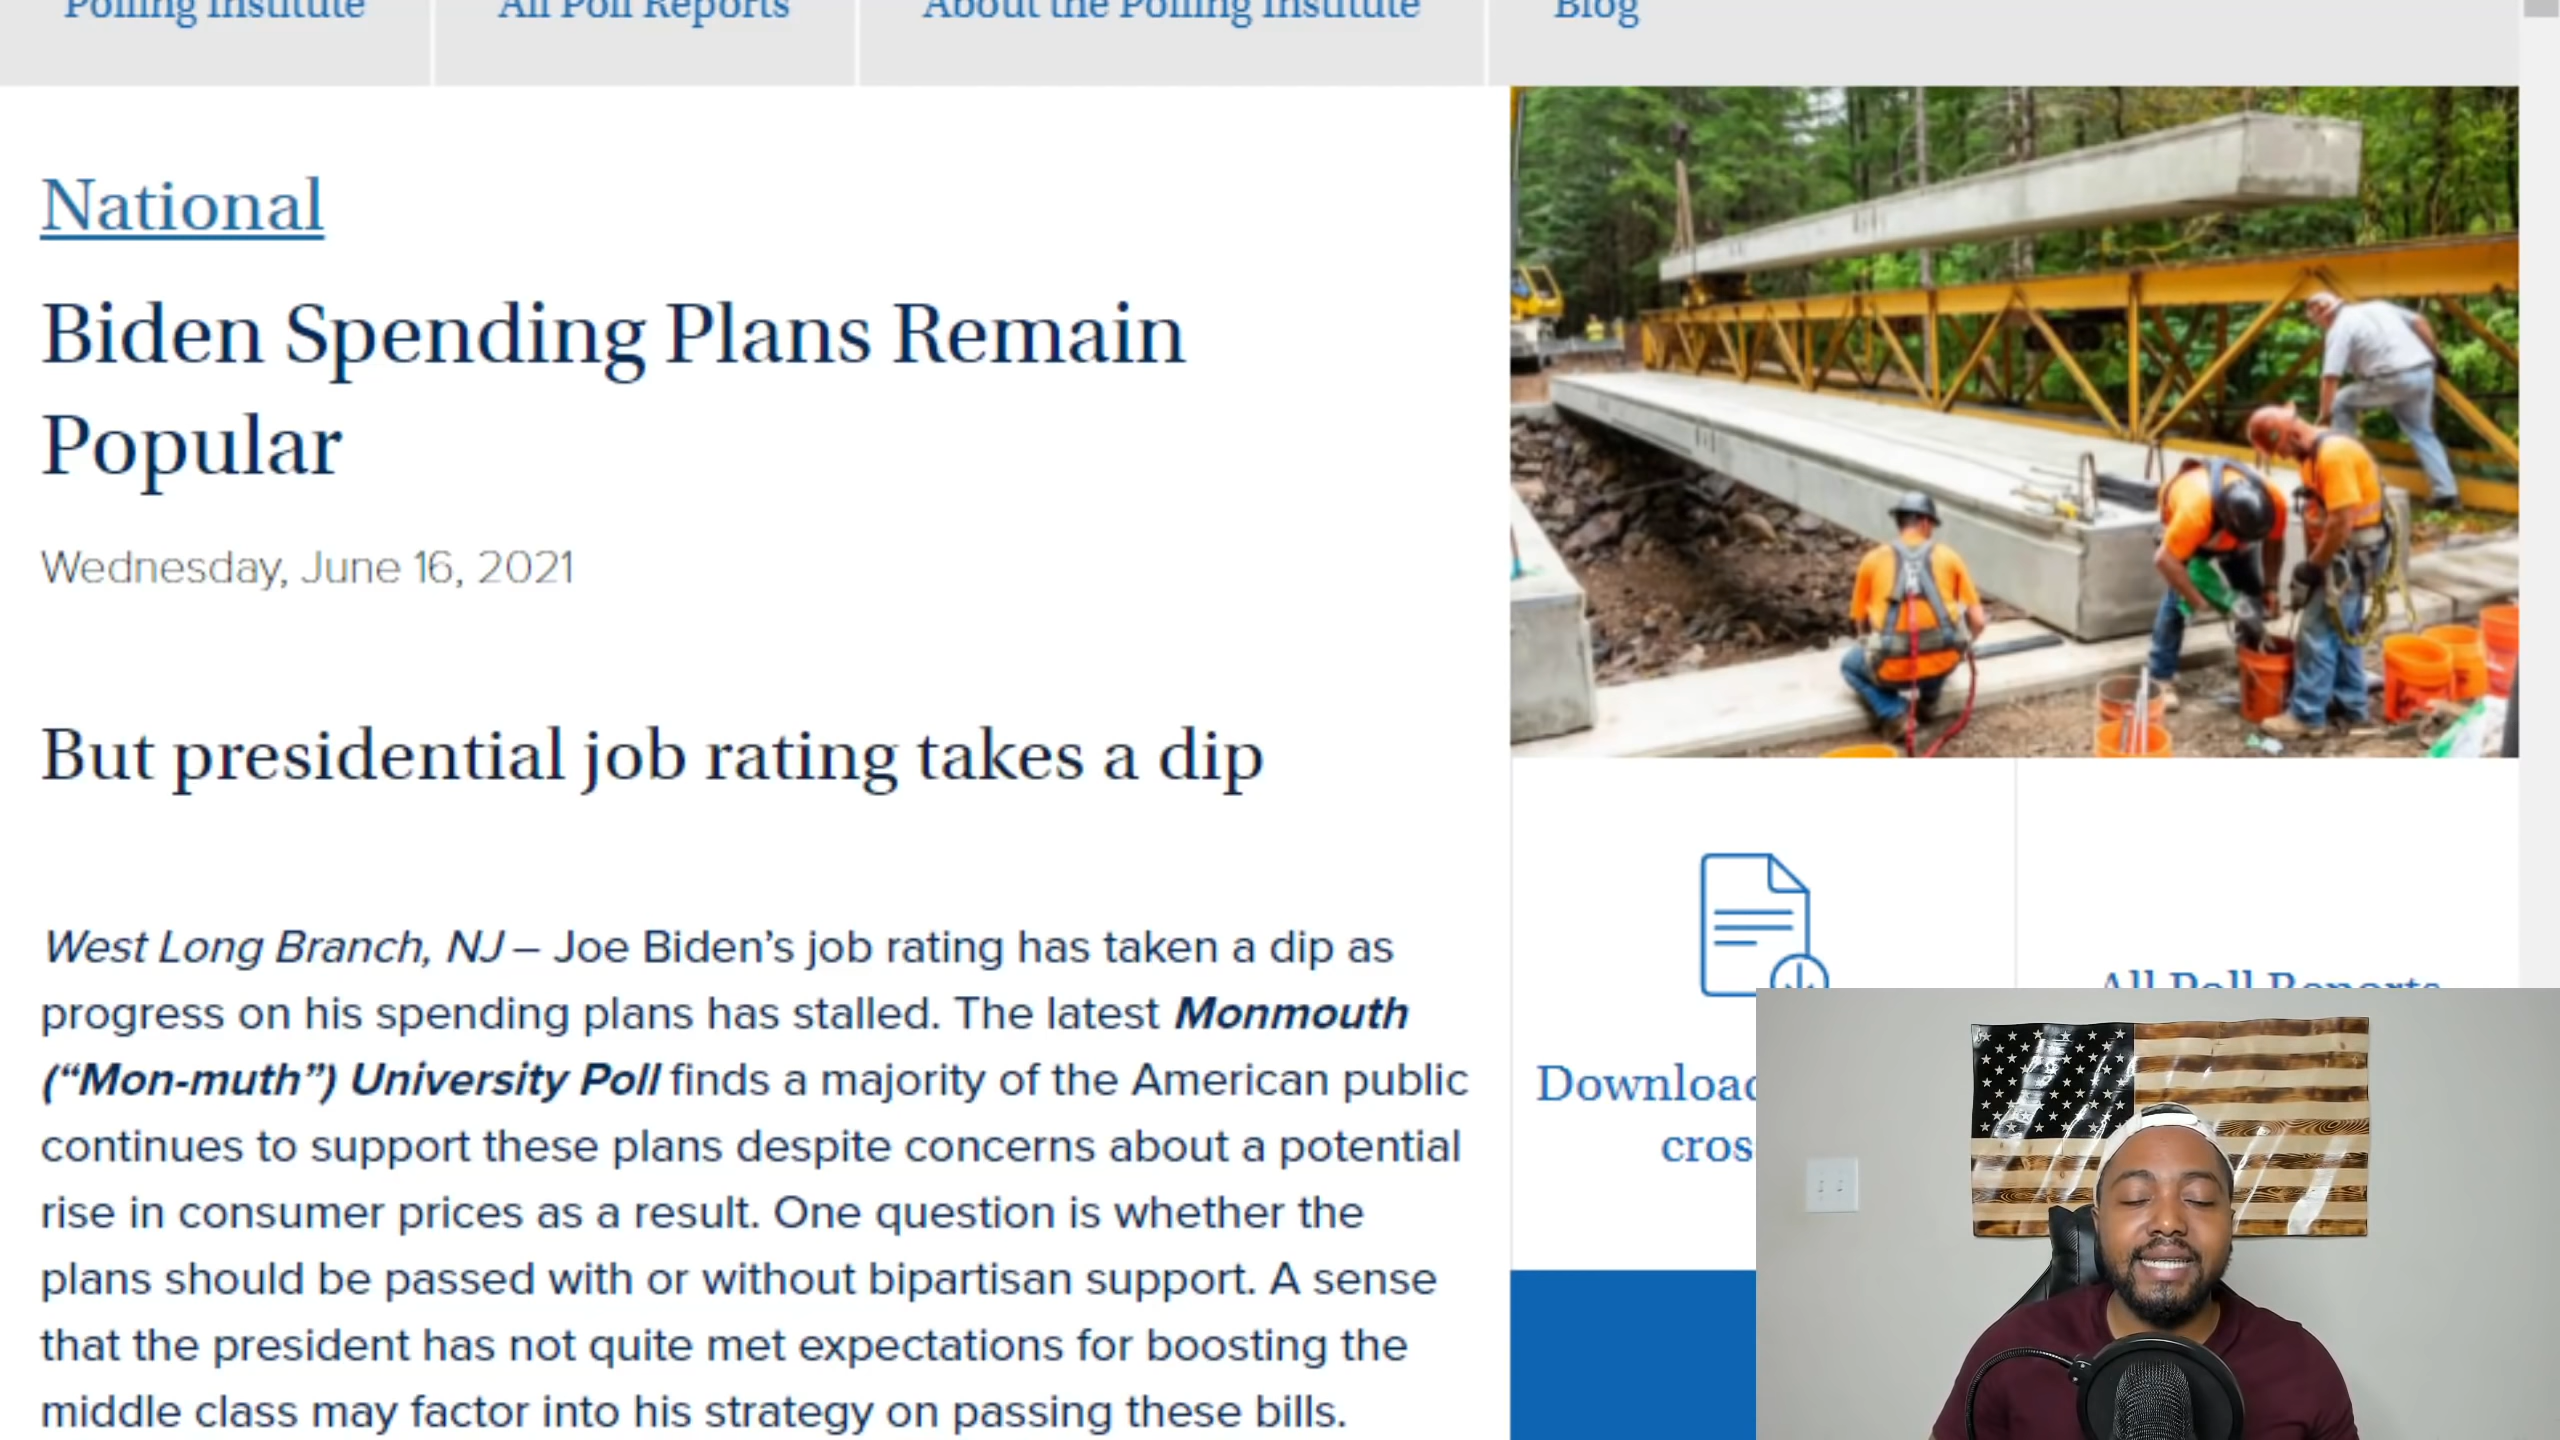 Polling Institute
All Poll Reports
About the Polling Institute
Blog
National
Biden Spending Plans Remain
Popular
Wednesday, June 16, 2021
But presidential job rating takes a dip
West Long Branch, NJ – Joe Biden’s job rating has taken a dip as
progress on his spending plans has stalled. The latest Monmouth
(“Mon-muth”) University Poll finds a majority of the American public
continues to support these plans despite concerns about a potential
rise in consumer prices as a result. One question is whether the
plans should be passed with or without bipartisan support. A sense
that the president has not quite met expectations for boosting the
middle class may factor into his strategy on passing these bills.
All Poll Reports